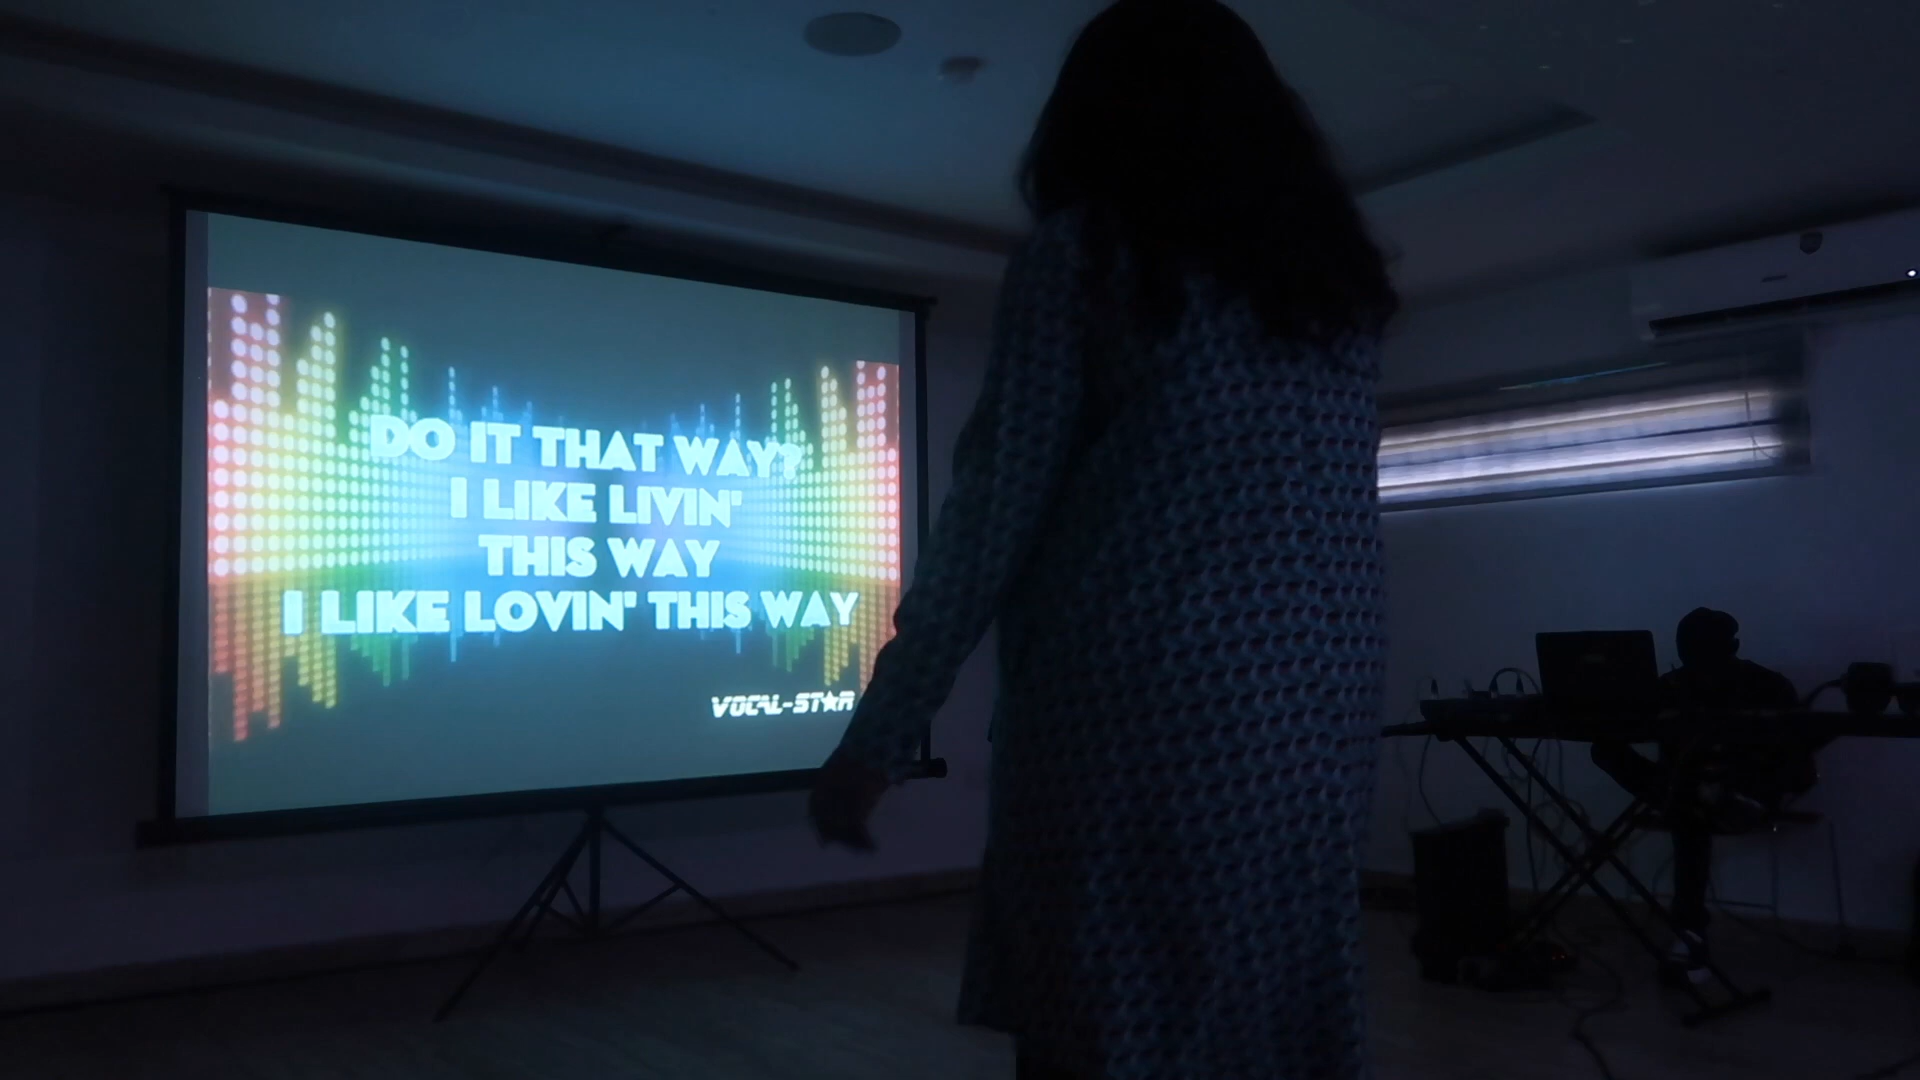 DO IT THAT WAY?
I LIKE LIVIN'
THIS WAY
I LIKE LOVIN' THIS WAY
VOCAL-STAR